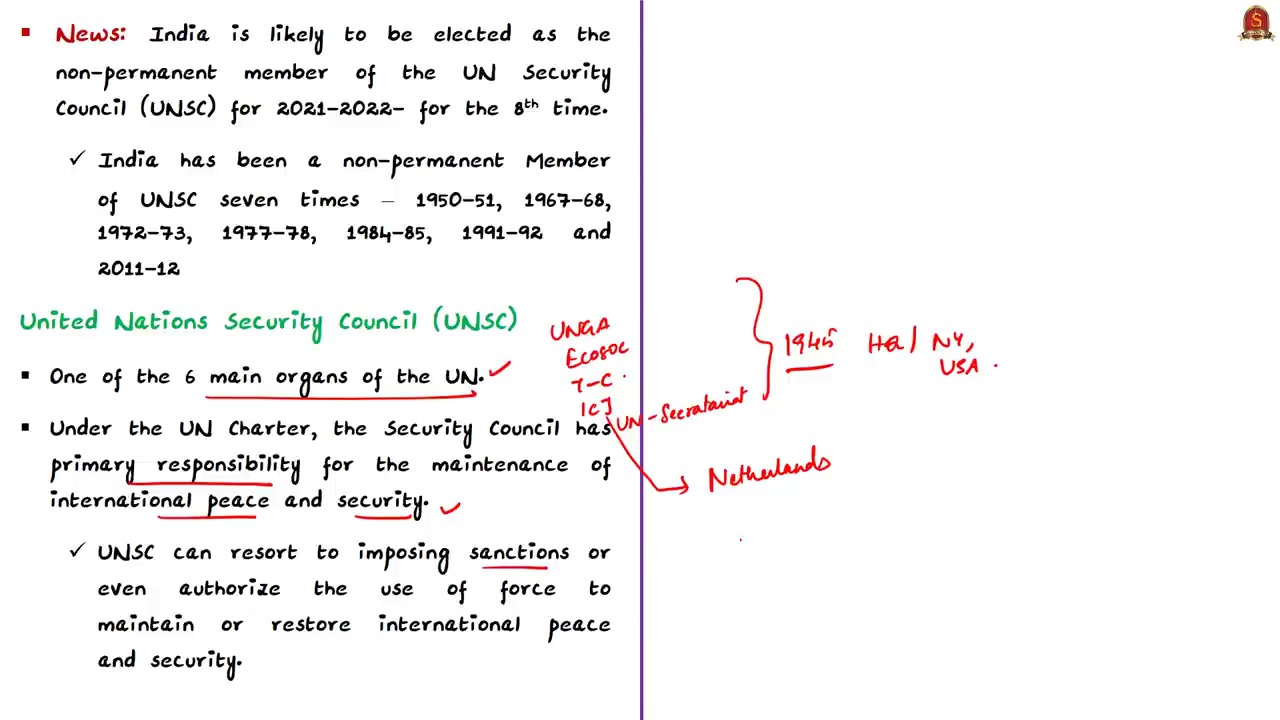 ▪ News: India is likely to be elected as the
non-permanent member of the UN Security
Council (UNSC) for 2021-2022- for the 8th time.
✓ India has been a non-permanent Member
of UNSC seven times – 1950-51, 1967-68,
1972-73, 1977-78, 1984-85, 1991-92 and
2011-12
United Nations Security Council (UNSC)
▪ One of the 6 main organs of the UN.
▪ Under the UN Charter, the Security Council has
primary responsibility for the maintenance of
international peace and security.
✓ UNSC can resort to imposing sanctions or
even authorize the use of force to
maintain or restore international peace
and security.
UNGA
ECOSOC
T-C
ICJ
UN-Secratariat
1945 HQ/ NY,
USA.
Netherlands